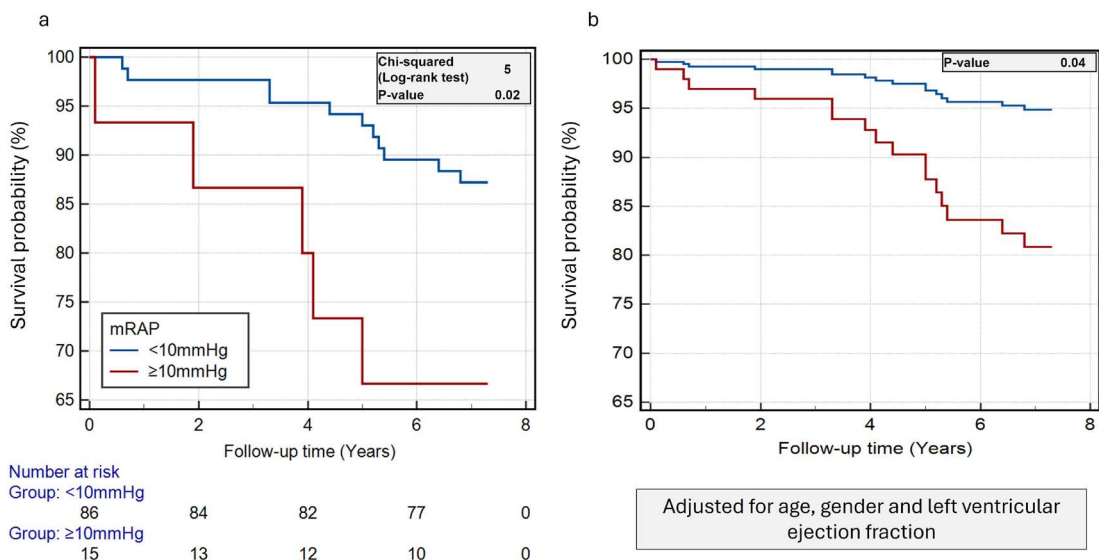 a
100
95
90
85
80
75
70
65
Survival probability (%)
Chi-squared
(Log-rank test) 5
P-value 0.02
mRAP
<10mmHg
≥10mmHg
0 2 4 6 8
Follow-up time (Years)
Number at risk
Group: <10mmHg
86 84 82 77 0
Group: ≥10mmHg
15 13 12 10 0
b
100
95
90
85
80
75
70
65
Survival probability (%)
P-value 0.04
0 2 4 6 8
Follow-up time (Years)
Adjusted for age, gender and left ventricular
ejection fraction